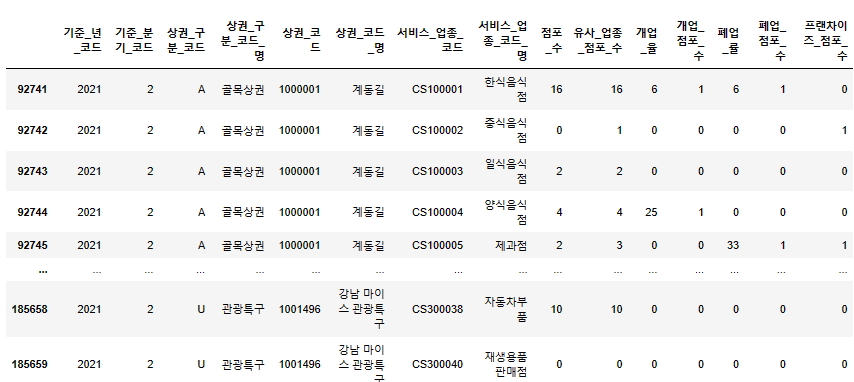 기준_년_코드 기준_분기_코드 상권_구분_코드 상권_구분_코드_명 상권_코드 상권_코드_명 서비스_업종_코드 서비스_업종_코드_명 점포_수 유사_업종_점포_수 개업_율 개업_점포_수 폐업_률 폐업_점포_수 프랜차이즈_점포_수
92741 2021 2 A 골목상권 1000001 계동길 CS100001 한식음식점 16 16 6 1 6 1 0
92742 2021 2 A 골목상권 1000001 계동길 CS100002 중식음식점 0 1 0 0 0 0 1
92743 2021 2 A 골목상권 1000001 계동길 CS100003 일식음식점 2 2 0 0 0 0 0
92744 2021 2 A 골목상권 1000001 계동길 CS100004 양식음식점 4 4 25 1 0 0 0
92745 2021 2 A 골목상권 1000001 계동길 CS100005 제과점 2 3 0 0 33 1 1
... ... ... ... ... ... ... ... ... ... ... ... ... ... ... ...
185658 2021 2 U 관광특구 1001496 강남 마이스 관광특구 CS300038 자동차부품 10 10 0 0 0 0 0
185659 2021 2 U 관광특구 1001496 강남 마이스 관광특구 CS300040 재생용품 판매점 0 0 0 0 0 0 0